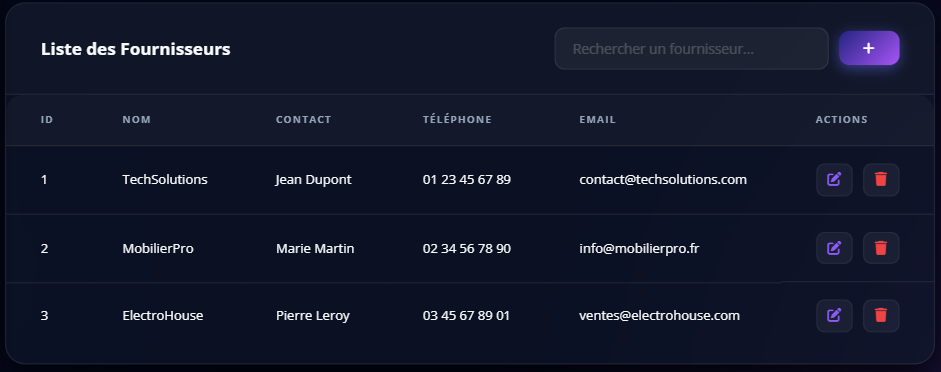 Liste des Fournisseurs
Rechercher un fournisseur...
+
ID NOM CONTACT TÉLÉPHONE EMAIL ACTIONS
1 TechSolutions Jean Dupont 01 23 45 67 89 contact@techsolutions.com
2 MobilierPro Marie Martin 02 34 56 78 90 info@mobilierpro.fr
3 ElectroHouse Pierre Leroy 03 45 67 89 01 ventes@electrohouse.com